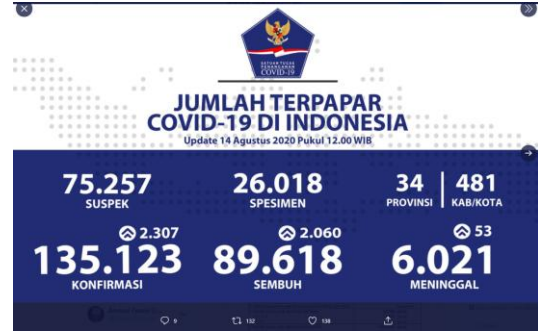 SATUAN TUGAS
PENANGANAN
COVID-19
JUMLAH TERPAPAR
COVID-19 DI INDONESIA
Update 14 Agustus 2020 Pukul 12.00 WIB
75.257
SUSPEK
26.018
SPESIMEN
34
PROVINSI
481
KAB/KOTA
2.307
135.123
KONFIRMASI
2.060
89.618
SEMBUH
53
6.021
MENINGGAL
9 132 138